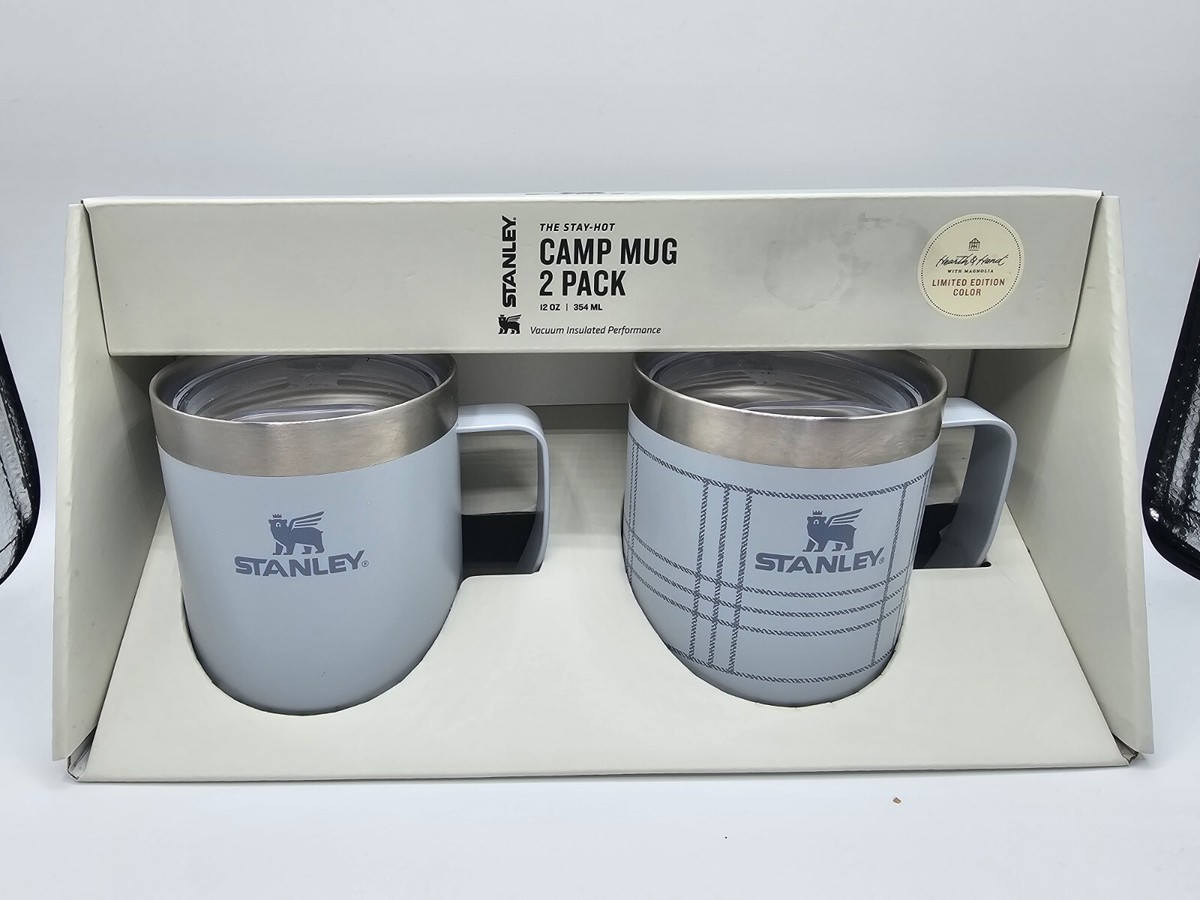 STANLEY.
THE STAY-HOT
CAMP MUG
2 PACK
12 OZ | 354 ML
Vacuum Insulated Performance
Hearth & Hand
WITH MAGNOLIA
LIMITED EDITION
COLOR
STANLEY®
STANLEY®